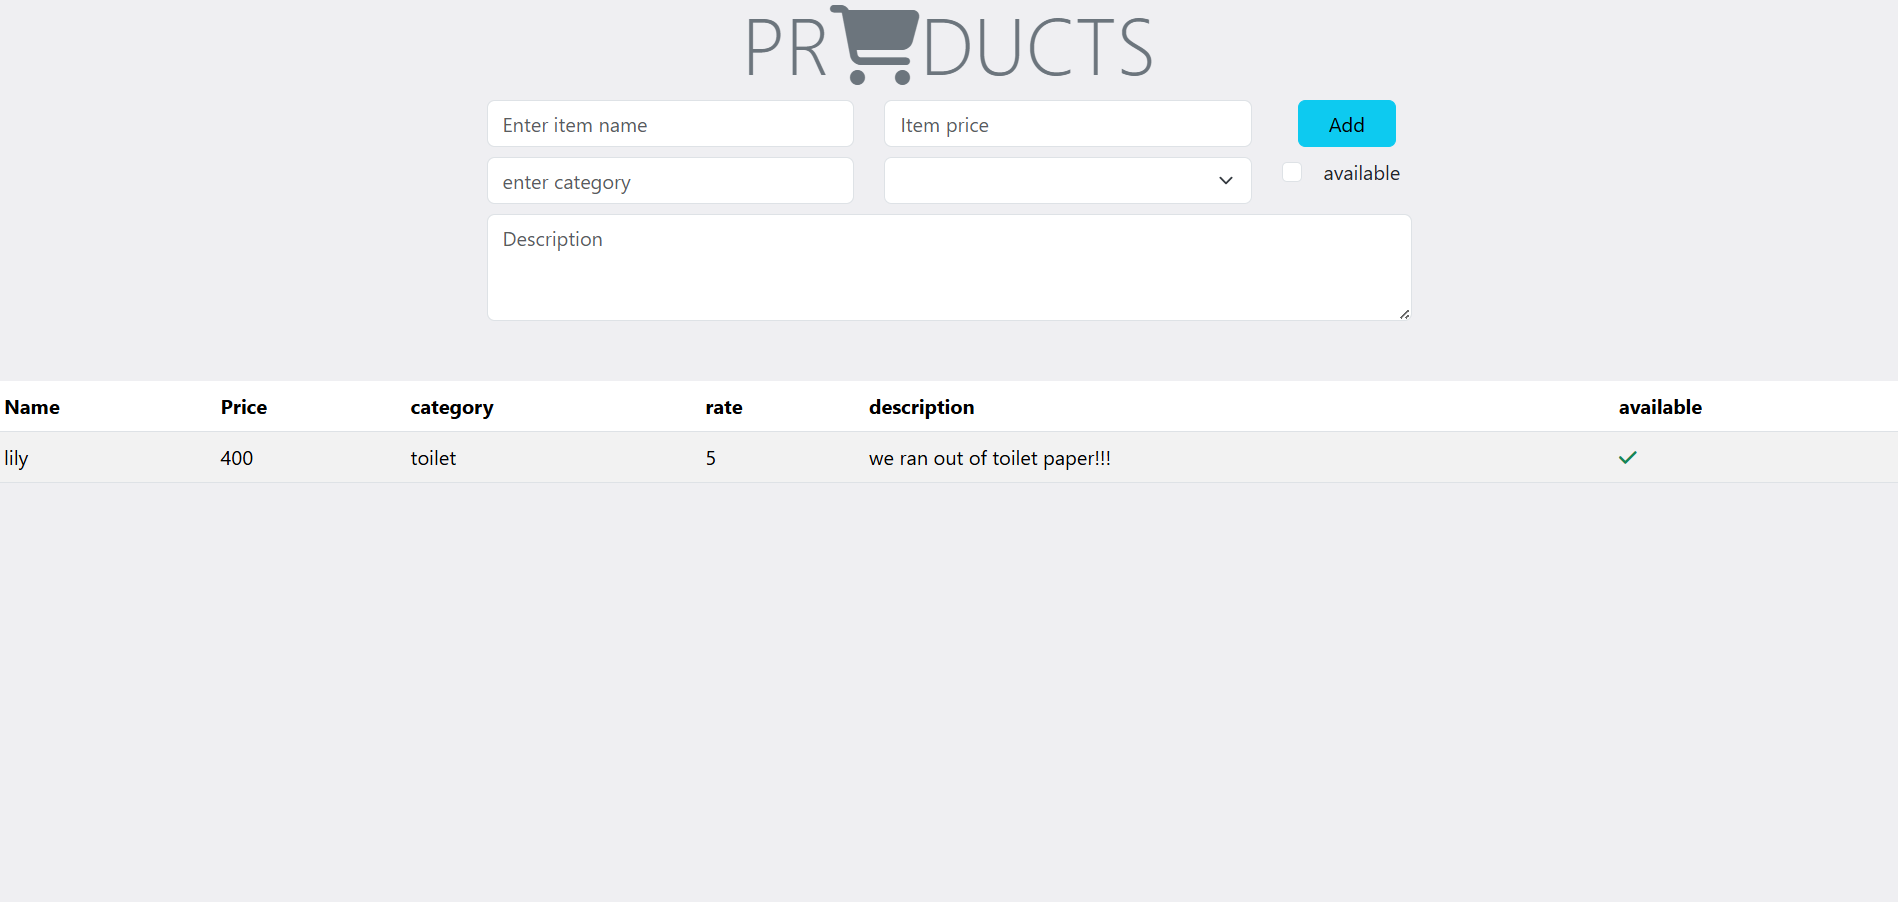 PR DUCTS
Enter item name Item price Add
enter category available
Description
Name Price category rate description available
lily 400 toilet 5 we ran out of toilet paper!!!